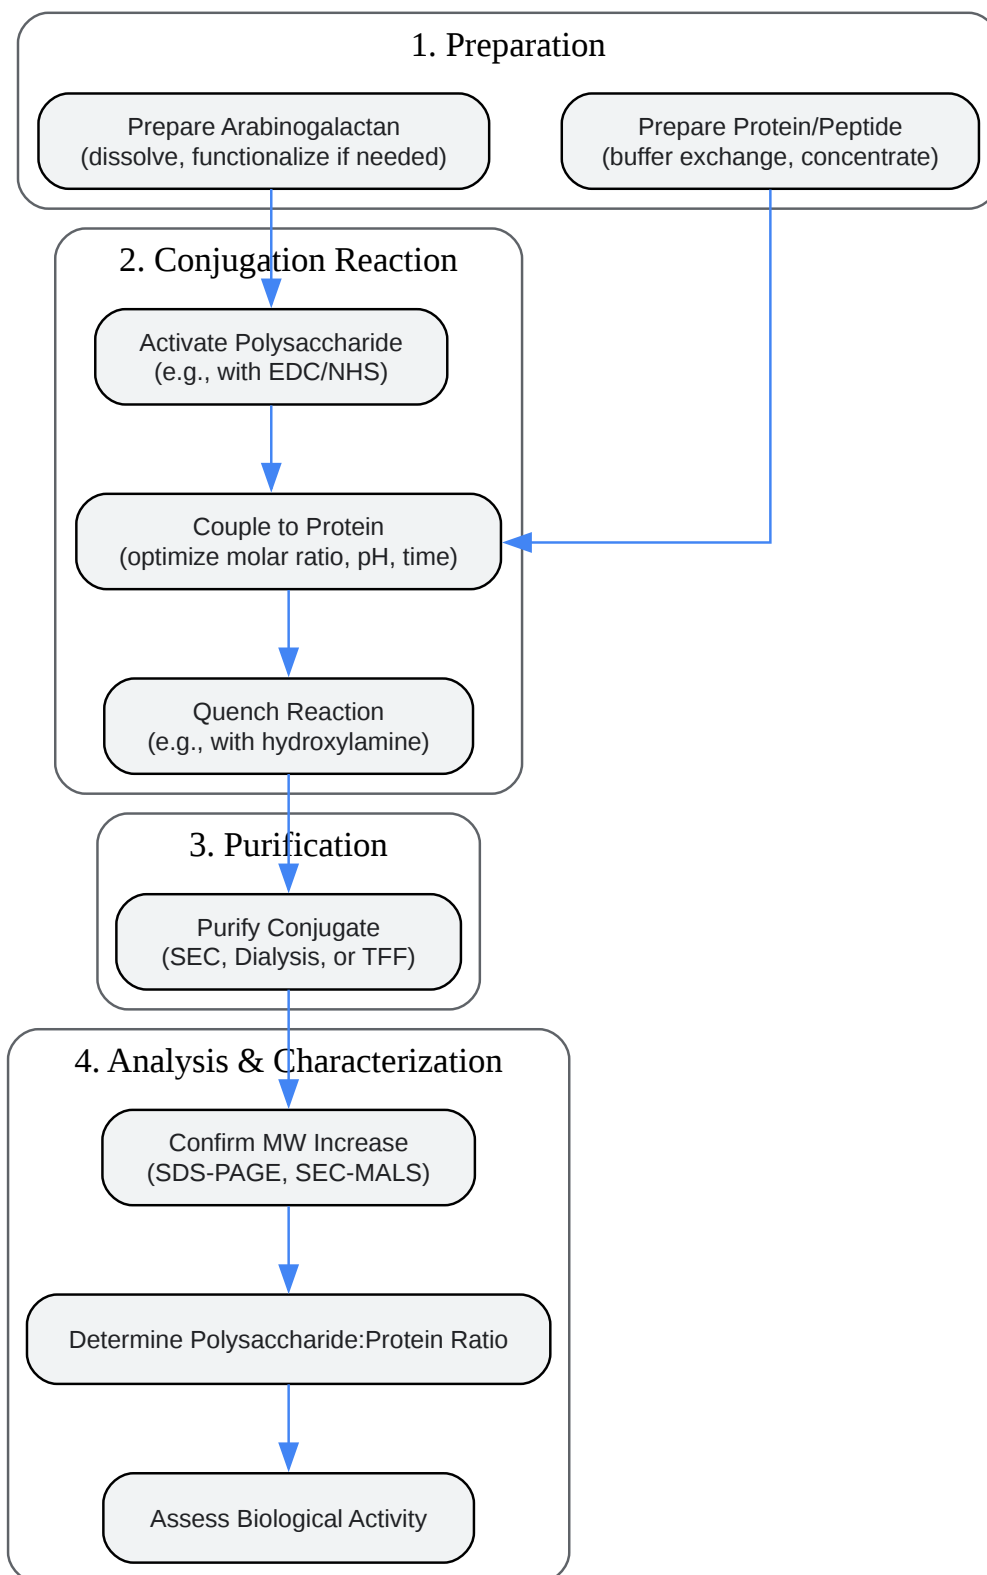 1. Preparation
Prepare Arabinogalactan
(dissolve, functionalize if needed)
Prepare Protein/Peptide
(buffer exchange, concentrate)
2. Conjugation Reaction
Activate Polysaccharide
(e.g., with EDC/NHS)
Couple to Protein
(optimize molar ratio, pH, time)
Quench Reaction
(e.g., with hydroxylamine)
3. Purification
Purify Conjugate
(SEC, Dialysis, or TFF)
4. Analysis & Characterization
Confirm MW Increase
(SDS-PAGE, SEC-MALS)
Determine Polysaccharide:Protein Ratio
Assess Biological Activity